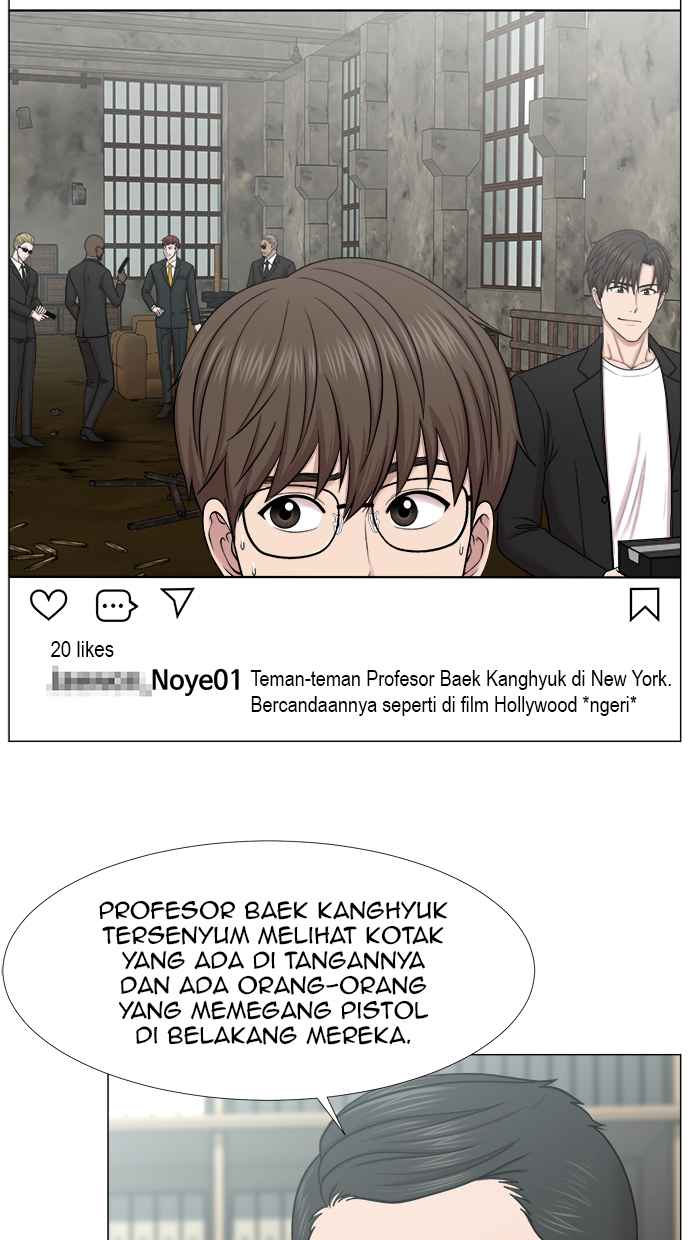 20 likes
Noye01 Teman-teman Profesor Baek Kanghyuk di New York.
Bercandaannya seperti di film Hollywood *ngeri*
PROFESOR BAEK KANGHYUK
TERSENYUM MELIHAT KOTAK
YANG ADA DI TANGANNYA
DAN ADA ORANG-ORANG
YANG MEMEGANG PISTOL
DI BELAKANG MEREKA.